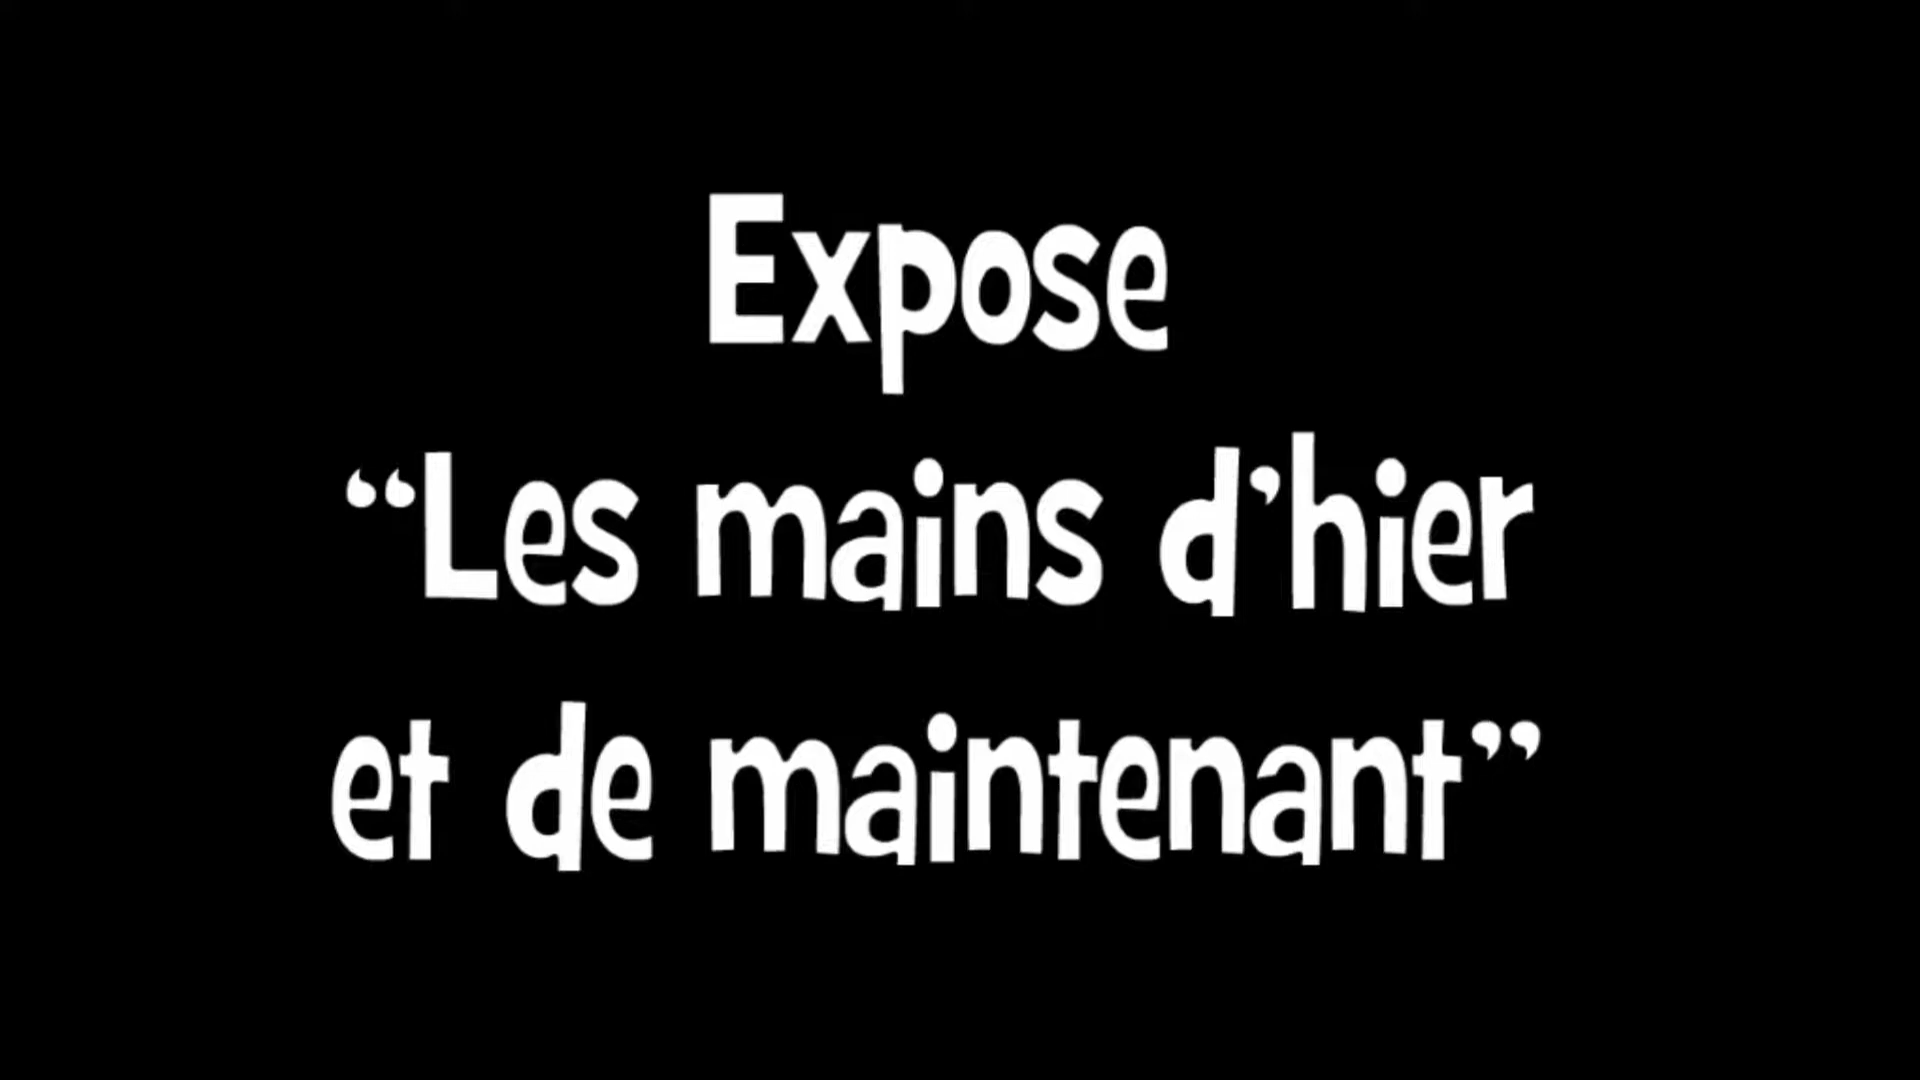 Expose
“Les mains d’hier
et de maintenant”